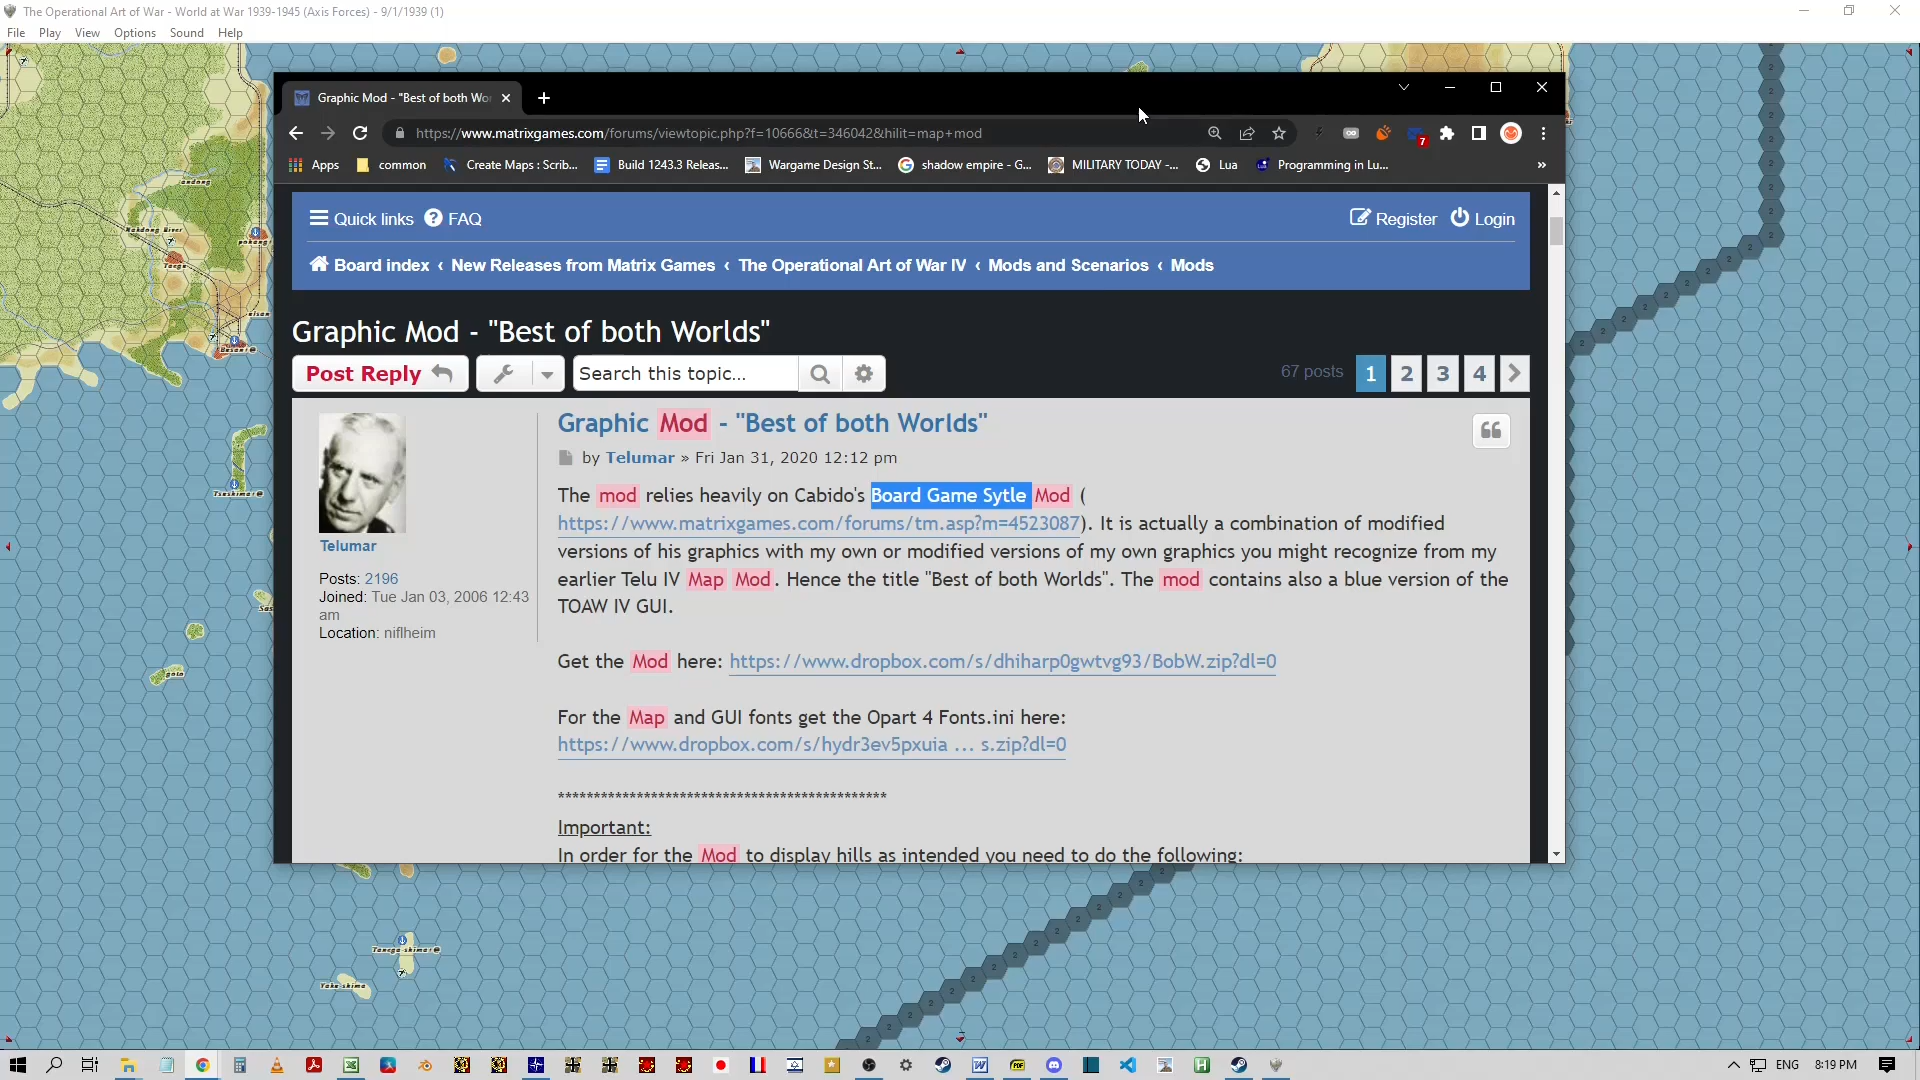 The Operational Art of War - World at War 1939-1945 (Axis Forces) - 9/1/1939 (1)
File Play View Options Sound Help
Graphic Mod - "Best of both Wo
https://www.matrixgames.com/forums/viewtopic.php?f=10666&t=346042&hilit=map+mod
7
Apps common Create Maps : Scrib... Build 1243.3 Releas... Wargame Design St... shadow empire - G... MILITARY TODAY -... Lua Programming in Lu... »
Quick links FAQ Register Login
Board index ‹ New Releases from Matrix Games ‹ The Operational Art of War IV ‹ Mods and Scenarios ‹ Mods
Graphic Mod - "Best of both Worlds"
Post Reply Search this topic... 67 posts 1 2 3 4
Graphic Mod - "Best of both Worlds"
by Telumar » Fri Jan 31, 2020 12:12 pm
The mod relies heavily on Cabido's Board Game Sytle Mod (
https://www.matrixgames.com/forums/tm.asp?m=4523087). It is actually a combination of modified
versions of his graphics with my own or modified versions of my own graphics you might recognize from my
earlier Telu IV Map Mod. Hence the title "Best of both Worlds". The mod contains also a blue version of the
TOAW IV GUI.
Telumar
Posts: 2196
Joined: Tue Jan 03, 2006 12:43
am
Location: niflheim
Get the Mod here: https://www.dropbox.com/s/dhiharp0gwtvg93/BobW.zip?dl=0
For the Map and GUI fonts get the Opart 4 Fonts.ini here:
https://www.dropbox.com/s/hydr3ev5pxuia ... s.zip?dl=0
**********************************************
Important:
In order for the Mod to display hills as intended you need to do the following:
andong
Nakdong River
Taegu
Tsushima
Tanega-shima
Yaku-shima
ENG 8:19 PM